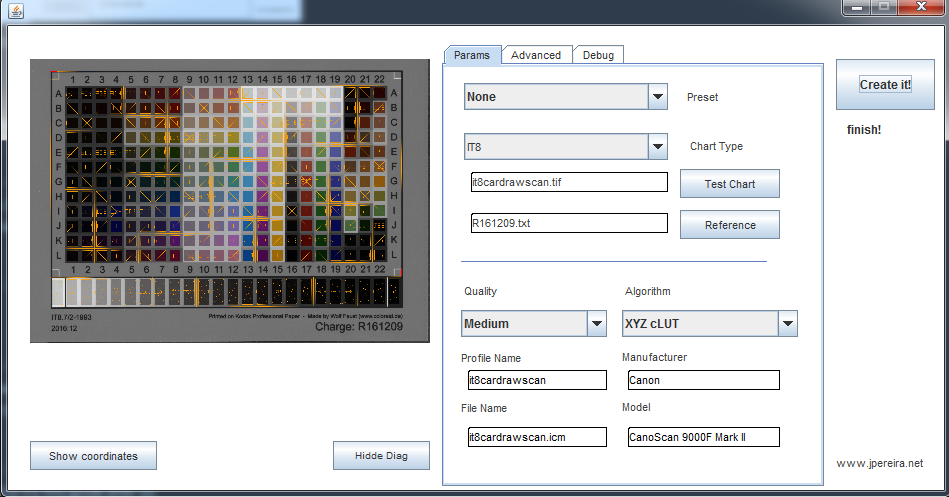 1 2 3 4 5 6 7 8 9 10 11 12 13 14 15 16 17 18 19 20 21 22
A A
B B
C C
D D
E E
F F
G G
H H
I I
J J
K K
L L
1 2 3 4 5 6 7 8 9 10 11 12 13 14 15 16 17 18 19 20 21 22
IT8.7/2-1993
Printed on Kodak Professional Paper - Made by Wolf Faust (www.coloraid.de)
2016:12
Charge: R161209
Show coordinates
Hidde Diag
Params Advanced Debug
None
Preset
IT8
Chart Type
it8cardrawscan.tif
Test Chart
R161209.txt
Reference
Quality
Algorithm
Medium
XYZ cLUT
Profile Name
Manufacturer
it8cardrawscan
Canon
File Name
Model
it8cardrawscan.icm
CanoScan 9000F Mark II
Create it!
finish!
www.jpereira.net